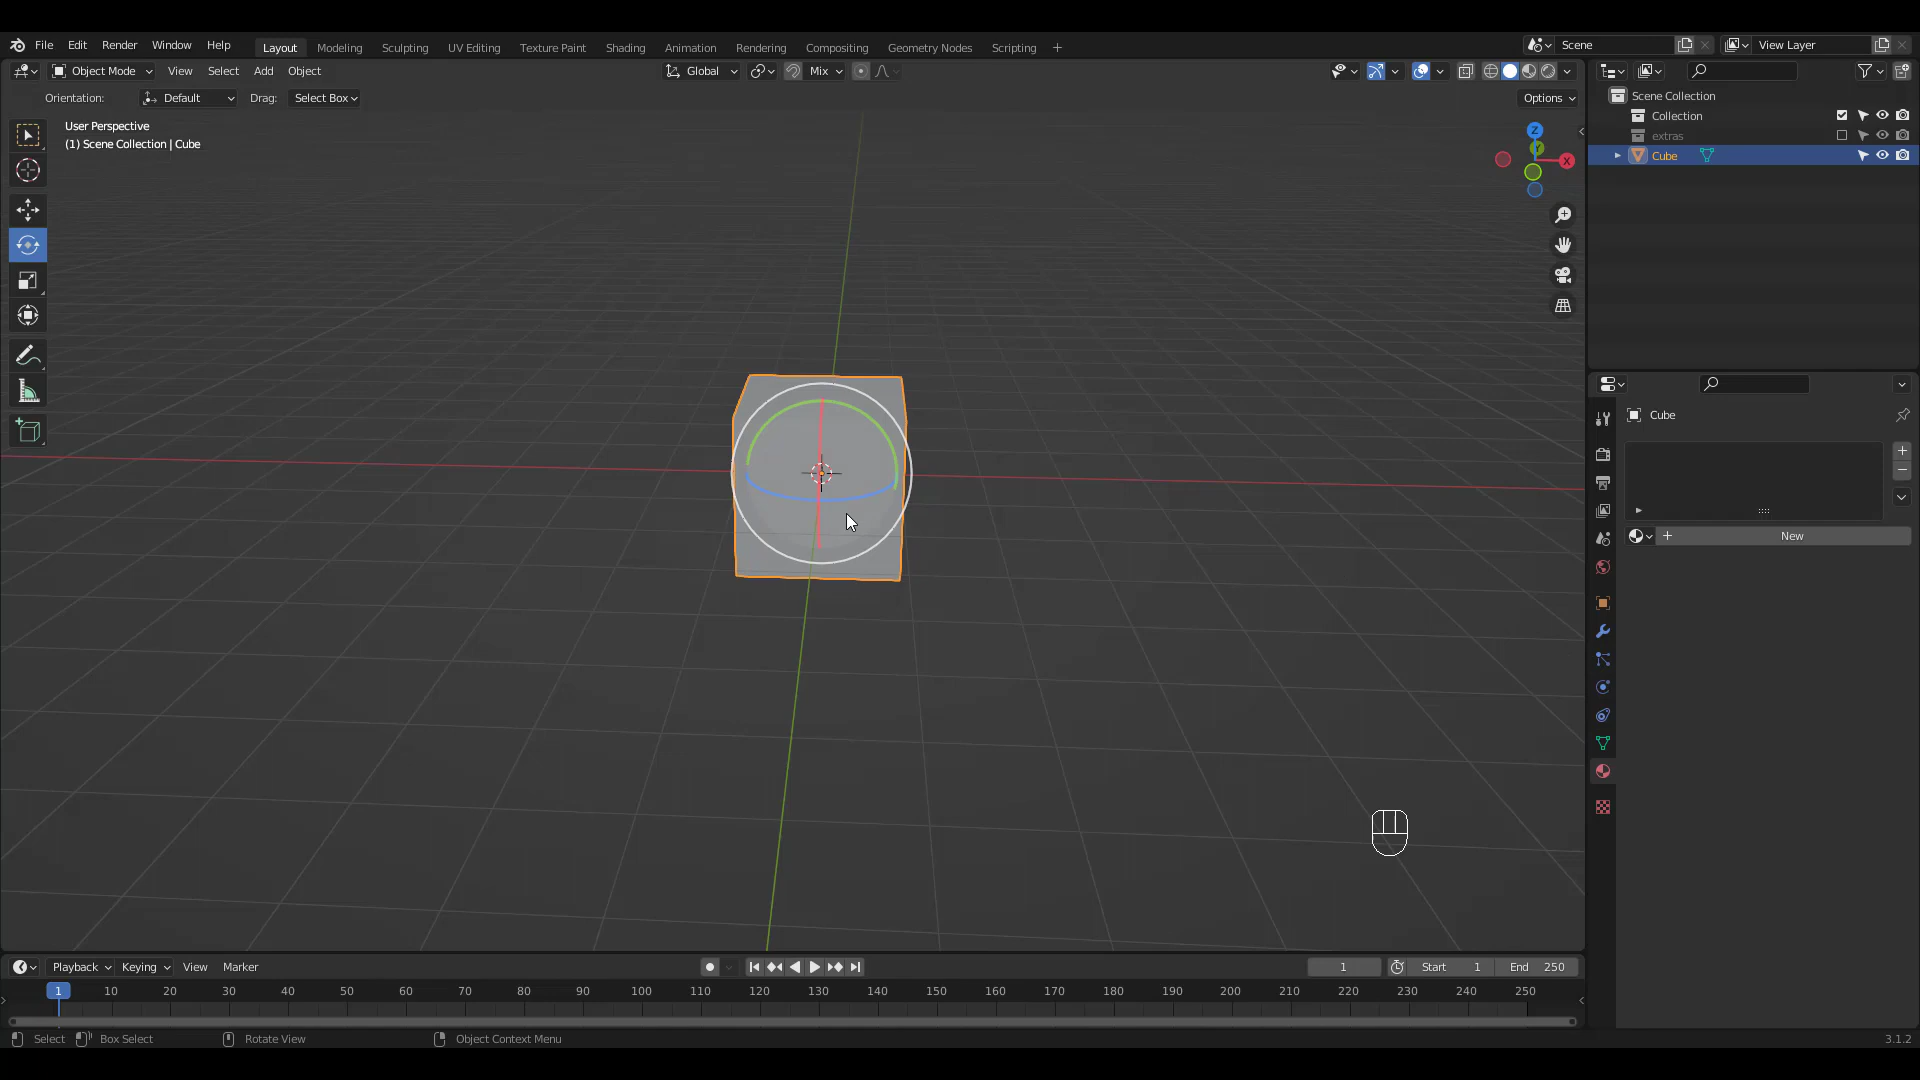 File Edit Render Window Help Layout Modeling Sculpting UV Editing Texture Paint Shading Animation Rendering Compositing Geometry Nodes Scripting + Scene View Layer
Object Mode View Select Add Object Global Mix
Orientation: Default Drag: Select Box Options
User Perspective
(1) Scene Collection | Cube
Z
Y
X
Scene Collection
Collection
extras
Cube
Cube
New
Playback Keying View Marker 1 Start 1 End 250
1 10 20 30 40 50 60 70 80 90 100 110 120 130 140 150 160 170 180 190 200 210 220 230 240 250
Select Box Select Rotate View Object Context Menu 3.1.2